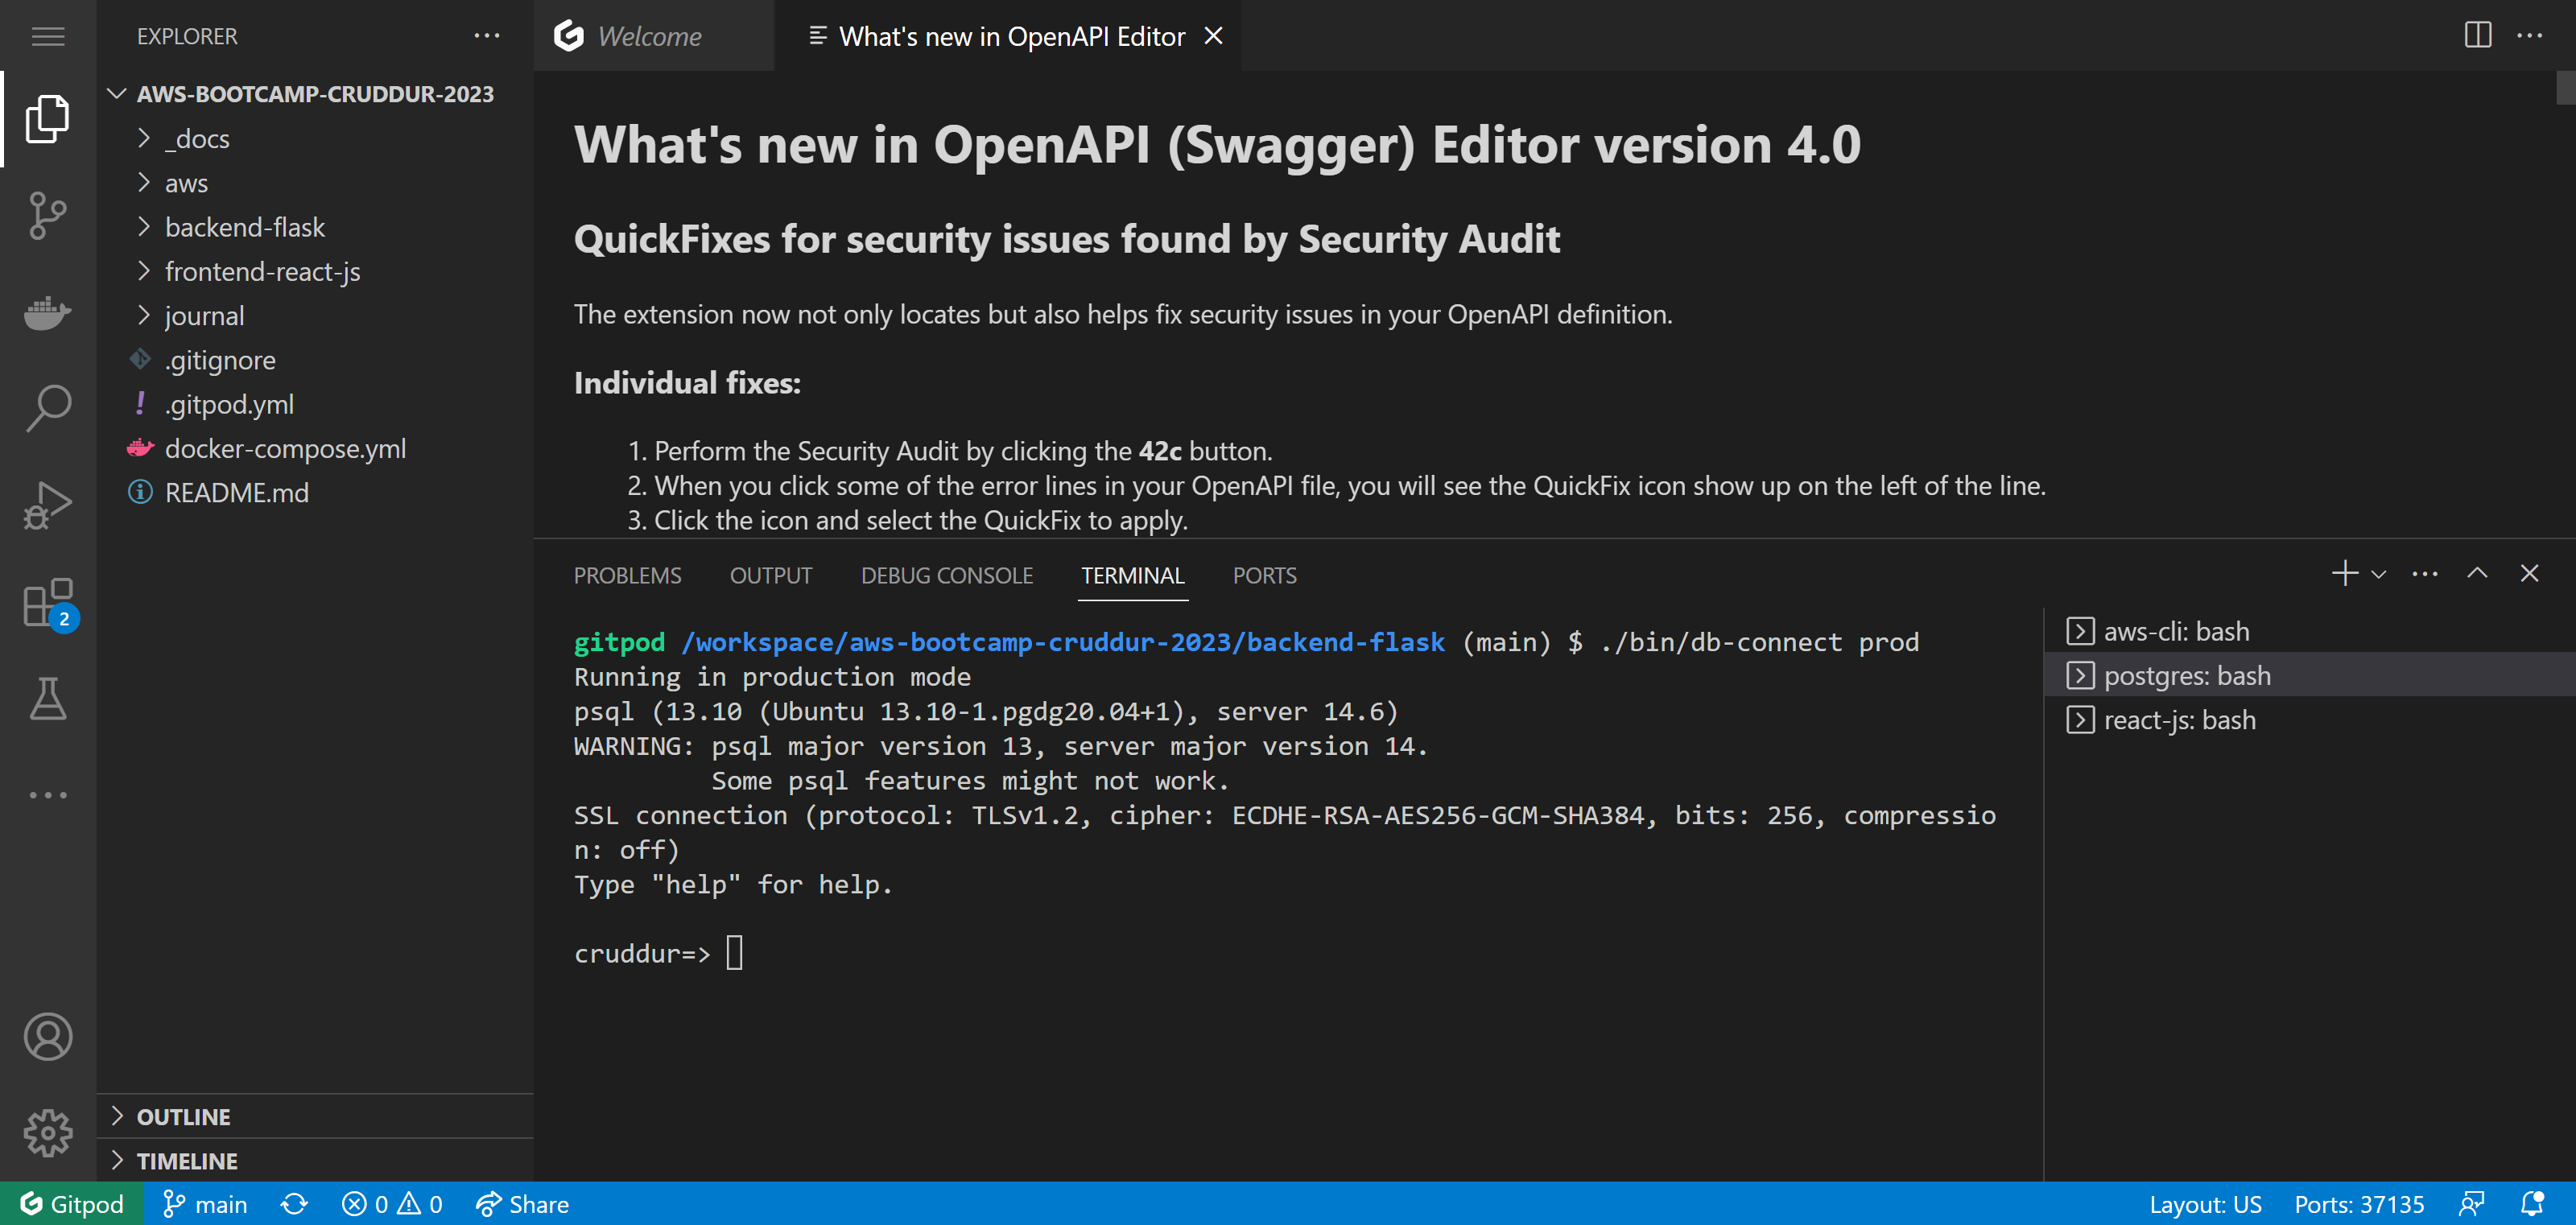 EXPLORER
AWS-BOOTCAMP-CRUDDUR-2023
_docs
aws
backend-flask
frontend-react-js
journal
.gitignore
.gitpod.yml
docker-compose.yml
README.md
OUTLINE
TIMELINE
2
Welcome
What's new in OpenAPI Editor
What's new in OpenAPI (Swagger) Editor version 4.0
QuickFixes for security issues found by Security Audit
The extension now not only locates but also helps fix security issues in your OpenAPI definition.
Individual fixes:
1. Perform the Security Audit by clicking the 42c button.
2. When you click some of the error lines in your OpenAPI file, you will see the QuickFix icon show up on the left of the line.
3. Click the icon and select the QuickFix to apply.
PROBLEMS OUTPUT DEBUG CONSOLE TERMINAL PORTS
gitpod /workspace/aws-bootcamp-cruddur-2023/backend-flask (main) $ ./bin/db-connect prod
Running in production mode
psql (13.10 (Ubuntu 13.10-1.pgdg20.04+1), server 14.6)
WARNING: psql major version 13, server major version 14.
Some psql features might not work.
SSL connection (protocol: TLSv1.2, cipher: ECDHE-RSA-AES256-GCM-SHA384, bits: 256, compressio
n: off)
Type "help" for help.
cruddur=>
aws-cli: bash
postgres: bash
react-js: bash
Gitpod main 0 0 Share Layout: US Ports: 37135